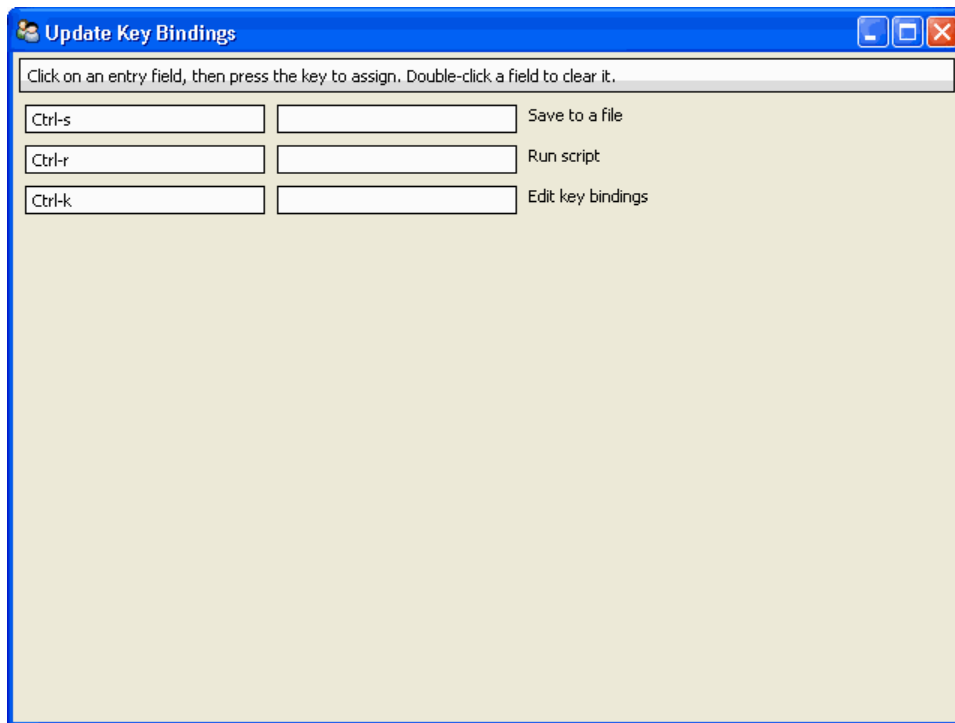 Update Key Bindings
Click on an entry field, then press the key to assign. Double-click a field to clear it.
Ctrl-s Save to a file
Ctrl-r Run script
Ctrl-k Edit key bindings